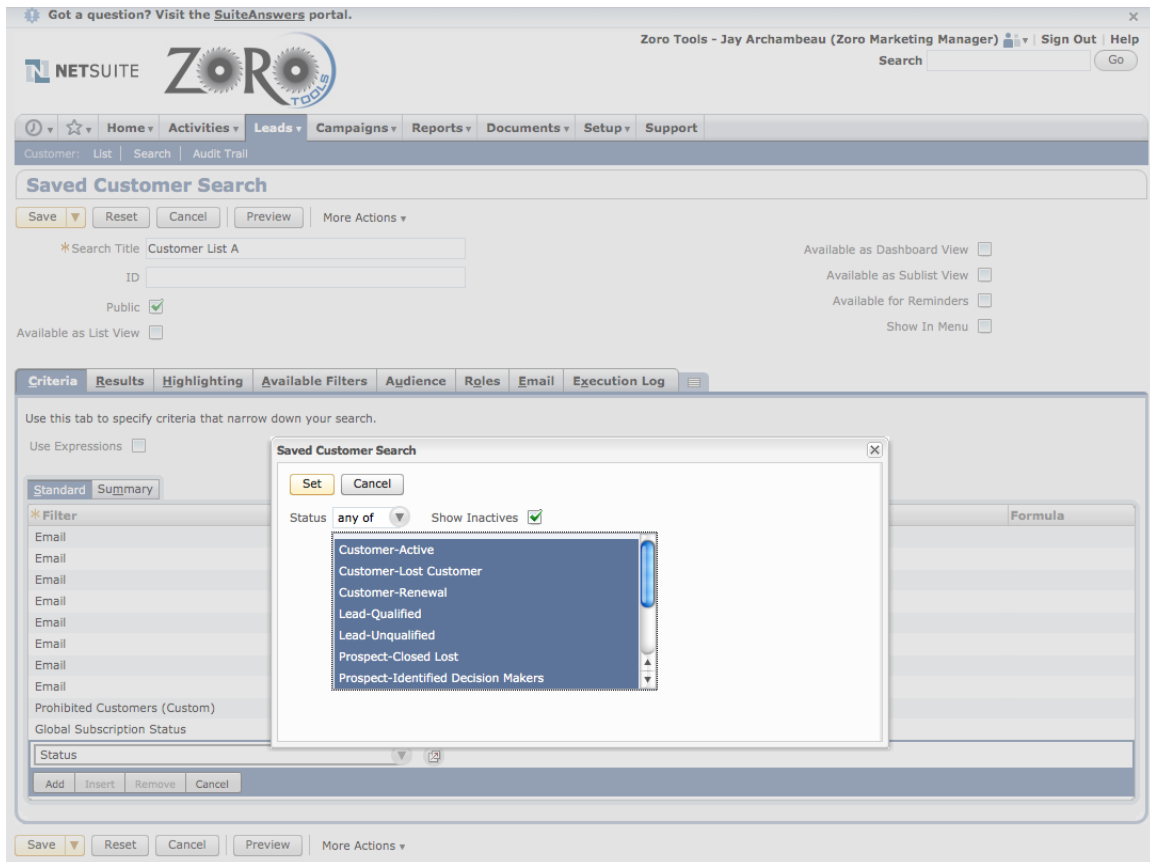 Got a question? Visit the SuiteAnswers portal.
Zoro Tools - Jay Archambeau (Zoro Marketing Manager) | Sign Out | Help
NETSUITE ZORO TOOLS
Search Go
Home Activities Leads Campaigns Reports Documents Setup Support
Customer: List | Search | Audit Trail
Saved Customer Search
Save Reset Cancel Preview More Actions
*Search Title Customer List A Available as Dashboard View
ID Available as Sublist View
Public Available for Reminders
Available as List View Show In Menu
Criteria Results Highlighting Available Filters Audience Roles Email Execution Log
Use this tab to specify criteria that narrow down your search.
Use Expressions
Saved Customer Search
Set Cancel
Status any of Show Inactives
Customer-Active
Customer-Lost Customer
Customer-Renewal
Lead-Qualified
Lead-Unqualified
Prospect-Closed Lost
Prospect-Identified Decision Makers
Standard Summary
*Filter Formula
Email
Email
Email
Email
Email
Email
Email
Email
Prohibited Customers (Custom)
Global Subscription Status
Status
Add Insert Remove Cancel
Save Reset Cancel Preview More Actions